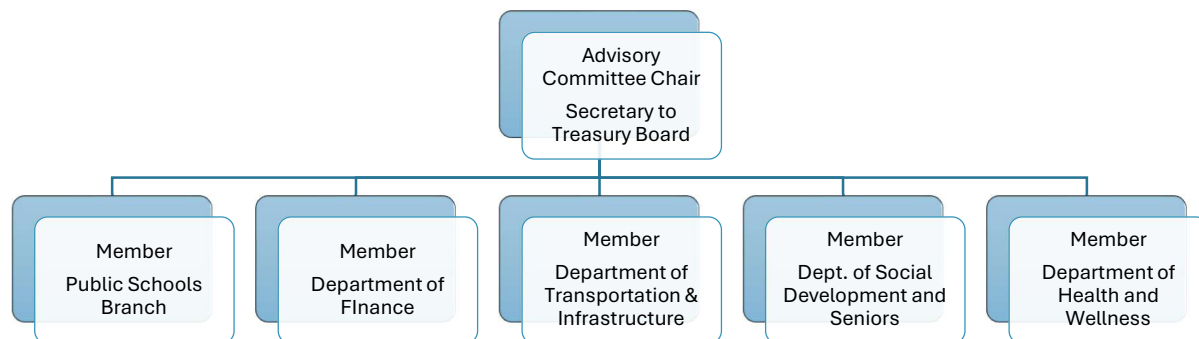 Advisory
Committee Chair
Secretary to
Treasury Board
Member
Public Schools
Branch
Member
Department of
FInance
Member
Department of
Transportation &
Infrastructure
Member
Dept. of Social
Development and
Seniors
Member
Department of
Health and
Wellness